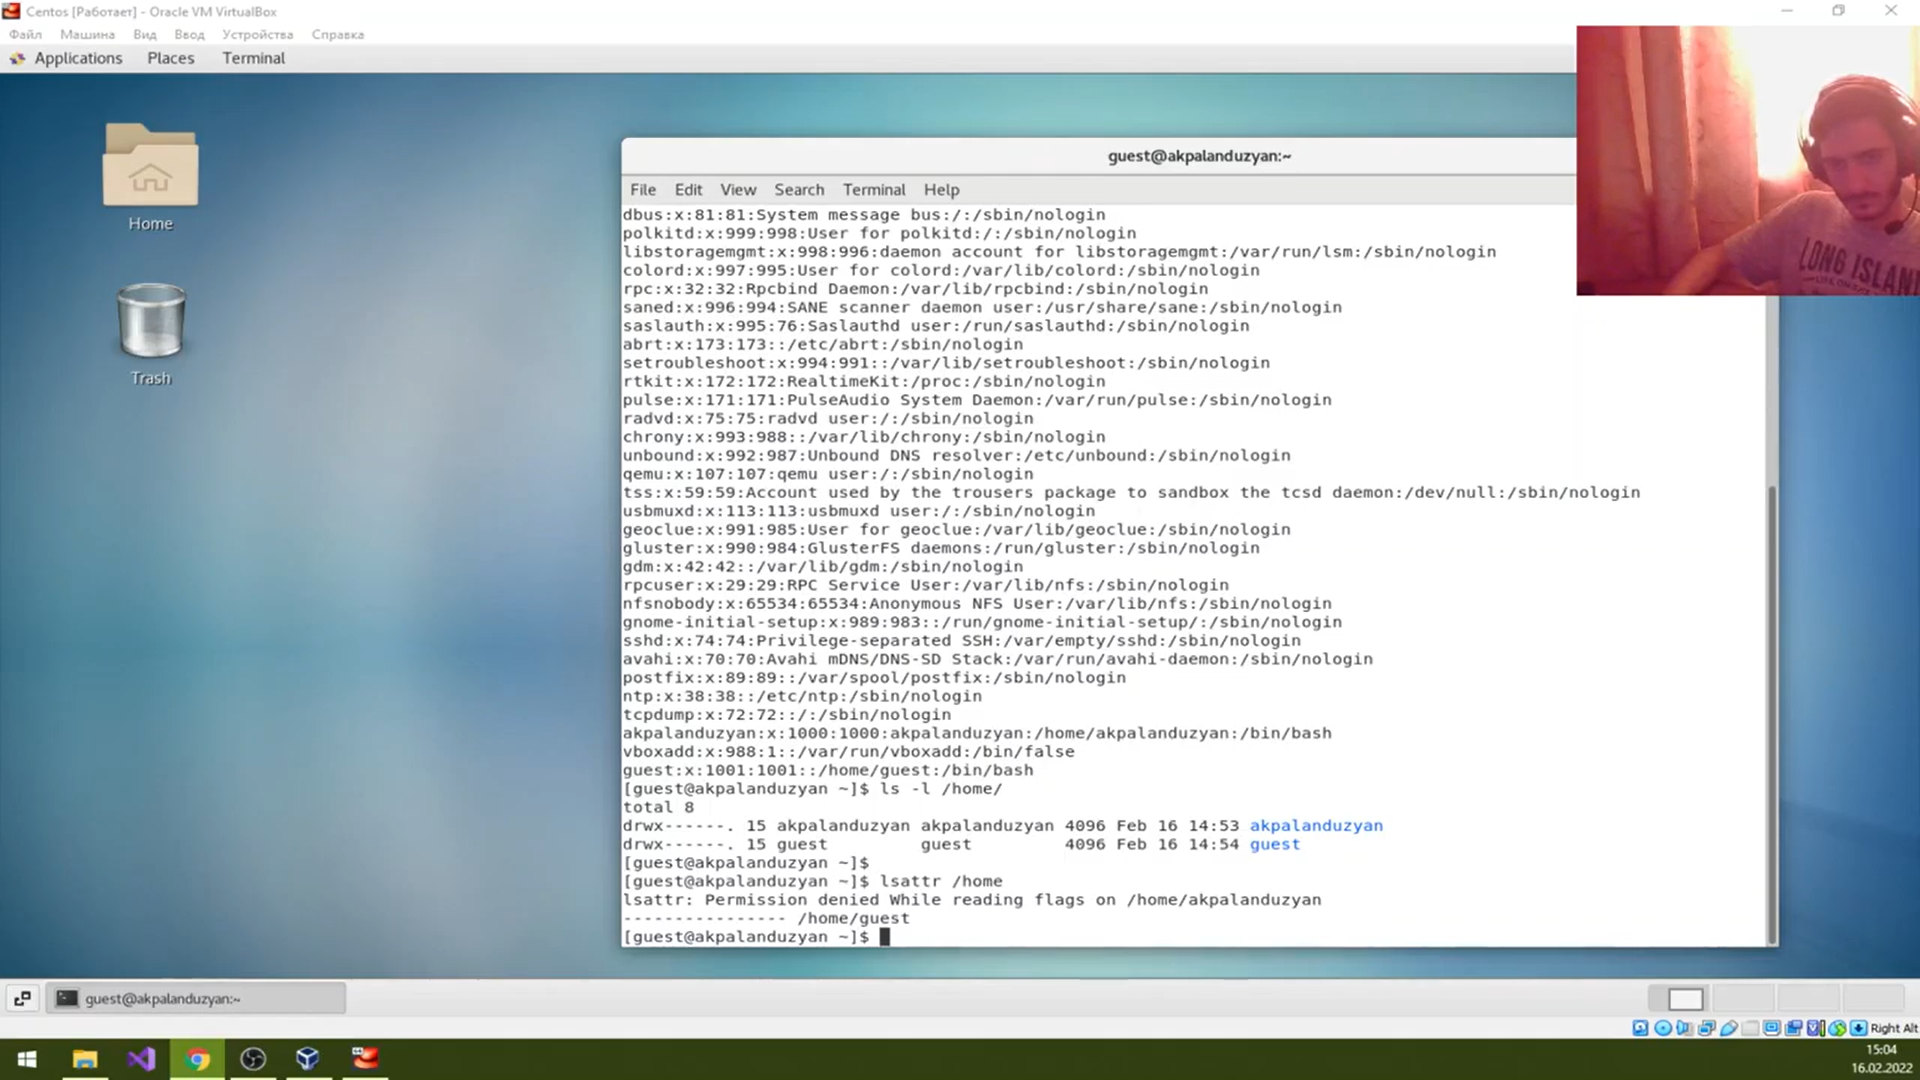 Centos [Работает] - Oracle VM VirtualBox
Файл Машина Вид Ввод Устройства Справка
Applications Places Terminal
Home
Trash
guest@akpalanduzyan:~
File Edit View Search Terminal Help
dbus:x:81:81:System message bus:/:/sbin/nologin
polkitd:x:999:998:User for polkitd:/:/sbin/nologin
libstoragemgmt:x:998:996:daemon account for libstoragemgmt:/var/run/lsm:/sbin/nologin
colord:x:997:995:User for colord:/var/lib/colord:/sbin/nologin
rpc:x:32:32:Rpcbind Daemon:/var/lib/rpcbind:/sbin/nologin
saned:x:996:994:SANE scanner daemon user:/usr/share/sane:/sbin/nologin
saslauth:x:995:76:Saslauthd user:/run/saslauthd:/sbin/nologin
abrt:x:173:173::/etc/abrt:/sbin/nologin
setroubleshoot:x:994:991::/var/lib/setroubleshoot:/sbin/nologin
rtkit:x:172:172:RealtimeKit:/proc:/sbin/nologin
pulse:x:171:171:PulseAudio System Daemon:/var/run/pulse:/sbin/nologin
radvd:x:75:75:radvd user:/:/sbin/nologin
chrony:x:993:988::/var/lib/chrony:/sbin/nologin
unbound:x:992:987:Unbound DNS resolver:/etc/unbound:/sbin/nologin
qemu:x:107:107:qemu user:/:/sbin/nologin
tss:x:59:59:Account used by the trousers package to sandbox the tcsd daemon:/dev/null:/sbin/nologin
usbmuxd:x:113:113:usbmuxd user:/:/sbin/nologin
geoclue:x:991:985:User for geoclue:/var/lib/geoclue:/sbin/nologin
gluster:x:990:984:GlusterFS daemons:/run/gluster:/sbin/nologin
gdm:x:42:42::/var/lib/gdm:/sbin/nologin
rpcuser:x:29:29:RPC Service User:/var/lib/nfs:/sbin/nologin
nfsnobody:x:65534:65534:Anonymous NFS User:/var/lib/nfs:/sbin/nologin
gnome-initial-setup:x:989:983::/run/gnome-initial-setup/:/sbin/nologin
sshd:x:74:74:Privilege-separated SSH:/var/empty/sshd:/sbin/nologin
avahi:x:70:70:Avahi mDNS/DNS-SD Stack:/var/run/avahi-daemon:/sbin/nologin
postfix:x:89:89::/var/spool/postfix:/sbin/nologin
ntp:x:38:38::/etc/ntp:/sbin/nologin
tcpdump:x:72:72::/:/sbin/nologin
akpalanduzyan:x:1000:1000:akpalanduzyan:/home/akpalanduzyan:/bin/bash
vboxadd:x:988:1::/var/run/vboxadd:/bin/false
guest:x:1001:1001::/home/guest:/bin/bash
[guest@akpalanduzyan ~]$ ls -l /home/
total 8
drwx------. 15 akpalanduzyan akpalanduzyan 4096 Feb 16 14:53 akpalanduzyan
drwx------. 15 guest guest 4096 Feb 16 14:54 guest
[guest@akpalanduzyan ~]$
[guest@akpalanduzyan ~]$ lsattr /home
lsattr: Permission denied While reading flags on /home/akpalanduzyan
---------------- /home/guest
[guest@akpalanduzyan ~]$
LONG ISLAND
guest@akpalanduzyan:~
Right Alt
15:04
16.02.2022